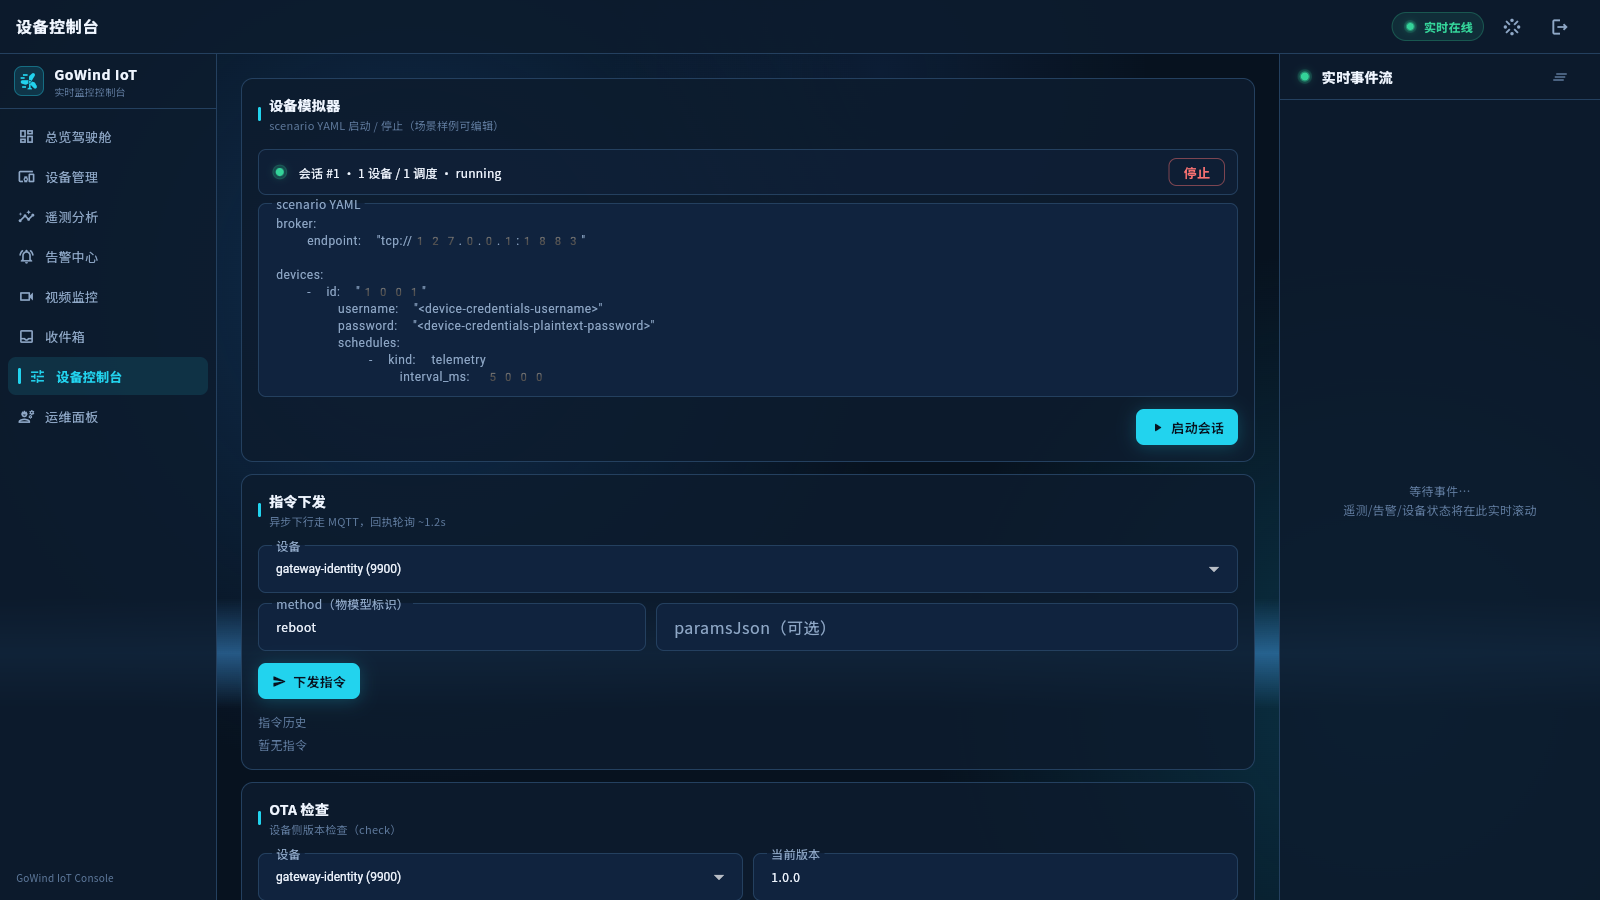 设备控制台
实时在线
GoWind IoT
实时监控控制台
总览驾驶舱
设备管理
遥测分析
告警中心
视频监控
收件箱
设备控制台
运维面板
GoWind IoT Console
设备模拟器
scenario YAML 启动 / 停止（场景样例可编辑）
会话 #1 • 1 设备 / 1 调度 • running
停止
scenario YAML
broker:
endpoint: "tcp://127.0.0.1:1883"
devices:
- id: "1001"
username: "<device-credentials-username>"
password: "<device-credentials-plaintext-password>"
schedules:
- kind: telemetry
interval_ms: 5000
启动会话
指令下发
异步下行走 MQTT，回执轮询 ~1.2s
设备
gateway-identity (9900)
method（物模型标识）
reboot
paramsJson（可选）
下发指令
指令历史
暂无指令
OTA 检查
设备侧版本检查（check）
设备
gateway-identity (9900)
当前版本
1.0.0
实时事件流
等待事件…
遥测/告警/设备状态将在此实时滚动